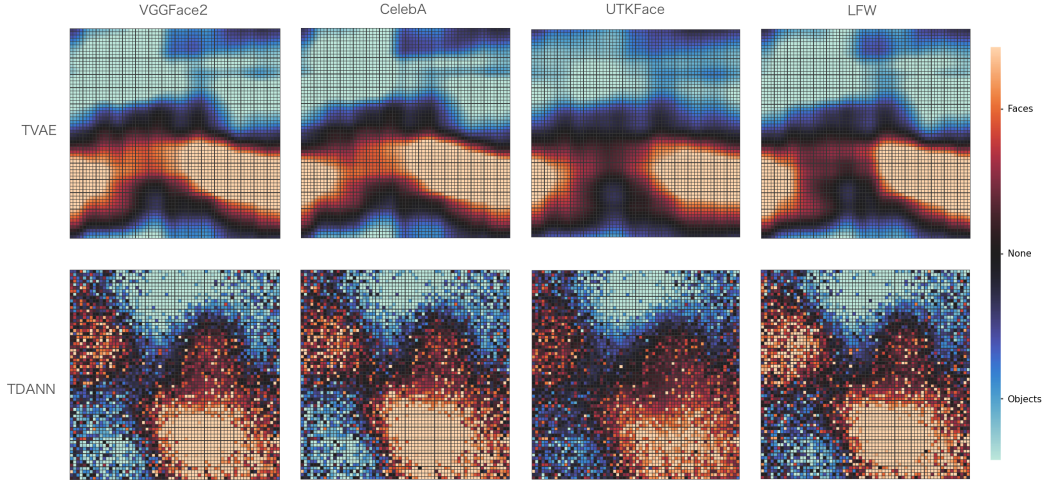 VGGFace2 CelebA UTKFace LFW
TVAE
Faces
None
TDANN
Objects